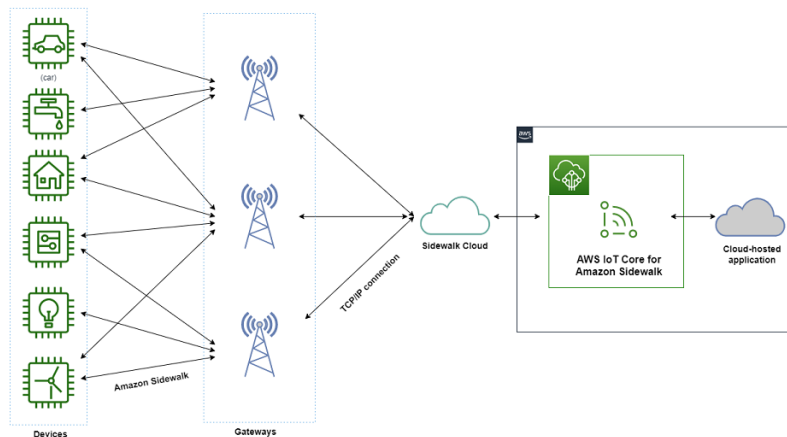 (car)
Amazon Sidewalk
Devices
Gateways
TCP/IP connection
Sidewalk Cloud
aws
AWS IoT Core for
Amazon Sidewalk
Cloud-hosted
application